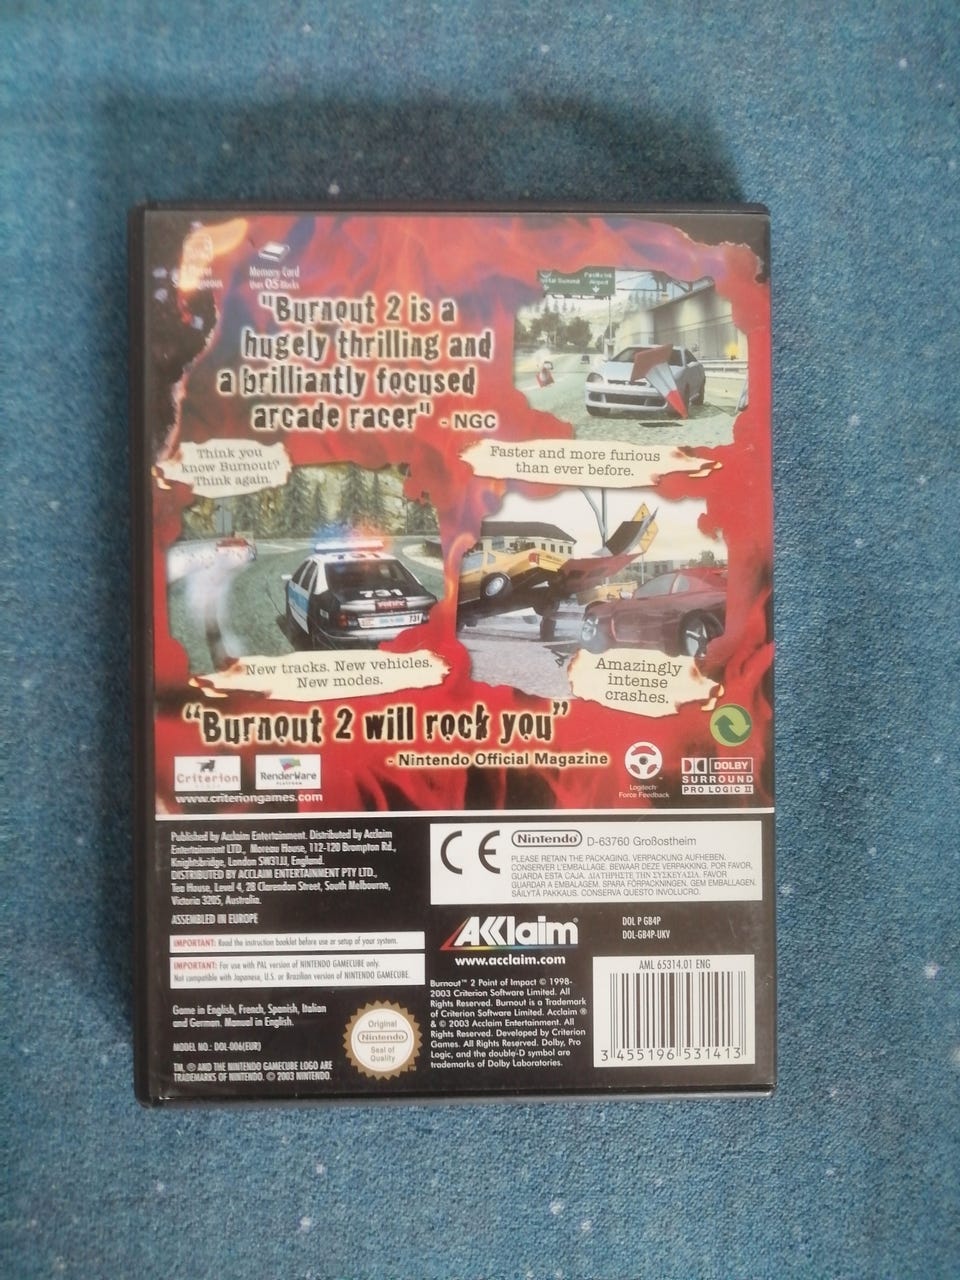 Memory Card
"Burnout 2 is a
hugely thrilling and
a brilliantly focused
arcade racer" - NGC
Pacific Int
Airport
Think you
know Burnout?
Think again.
Faster and more furious
than ever before.
731
731
POLICE
731
New tracks. New vehicles.
New modes.
Amazingly
intense
crashes.
"Burnout 2 will rock you"
- Nintendo Official Magazine
Criterion
RenderWare
PLATFORM
www.criteriongames.com
Logitech
Force Feedback
DOLBY
SURROUND
PRO LOGIC II
Published by Acclaim Entertainment. Distributed by Acclaim
Entertainment LTD., Moreau House, 112-120 Brompton Rd.,
Knightsbridge, London SW31JJ, England.
DISTRIBUTED BY ACCLAIM ENTERTAINMENT PTY LTD.,
Tea House, Level 4, 28 Clarendon Street, South Melbourne,
Victoria 3205, Australia.
ASSEMBLED IN EUROPE
IMPORTANT: Read the instruction booklet before use or setup of your system.
IMPORTANT: For use with PAL version of NINTENDO GAMECUBE only.
Not compatible with Japanese, U.S. or Brazilian version of NINTENDO GAMECUBE.
Game in English, French, Spanish, Italian
and German. Manual in English.
MODEL NO.: DOL-006(EUR)
TM, ® AND THE NINTENDO GAMECUBE LOGO ARE
TRADEMARKS OF NINTENDO. © 2003 NINTENDO.
Original
Nintendo
Seal of
Quality
CE
Nintendo D-63760 Großostheim
PLEASE RETAIN THE PACKAGING. VERPACKUNG AUFHEBEN.
CONSERVER L'EMBALLAGE. BEWAAR DEZE VERPAKKING. POR FAVOR,
GUARDA ESTA CAJA. ΔΙΑΤΗΡΗΣΤΕ ΤΗ ΣΥΣΚΕΥΑΣΙΑ. FAVOR
GUARDAR A EMBALAGEM. SPARA FÖRPACKNINGEN. GEM EMBALLAGEN.
SÄILYTÄ PAKKAUS. CONSERVA QUESTO INVOLUCRO.
AKKlaim
www.acclaim.com
DOL P GB4P
DOL-GB4P-UKV
Burnout™ 2 Point of Impact © 1998-
2003 Criterion Software Limited. All
Rights Reserved. Burnout is a Trademark
of Criterion Software Limited. Acclaim ®
& © 2003 Acclaim Entertainment. All
Rights Reserved. Developed by Criterion
Games. All Rights Reserved. Dolby, Pro
Logic, and the double-D symbol are
trademarks of Dolby Laboratories.
AML 65314.01 ENG
3 455196 531413